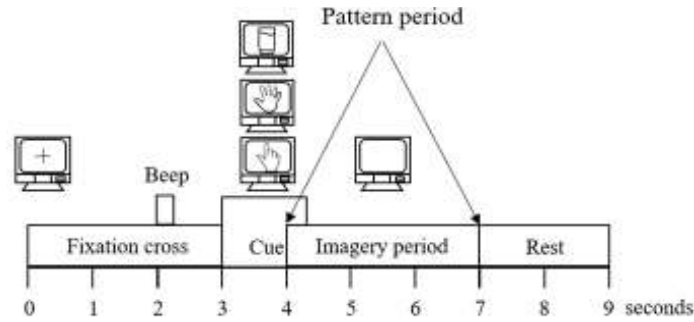 Pattern period
Beep
Fixation cross Cue Imagery period Rest
0 1 2 3 4 5 6 7 8 9 seconds